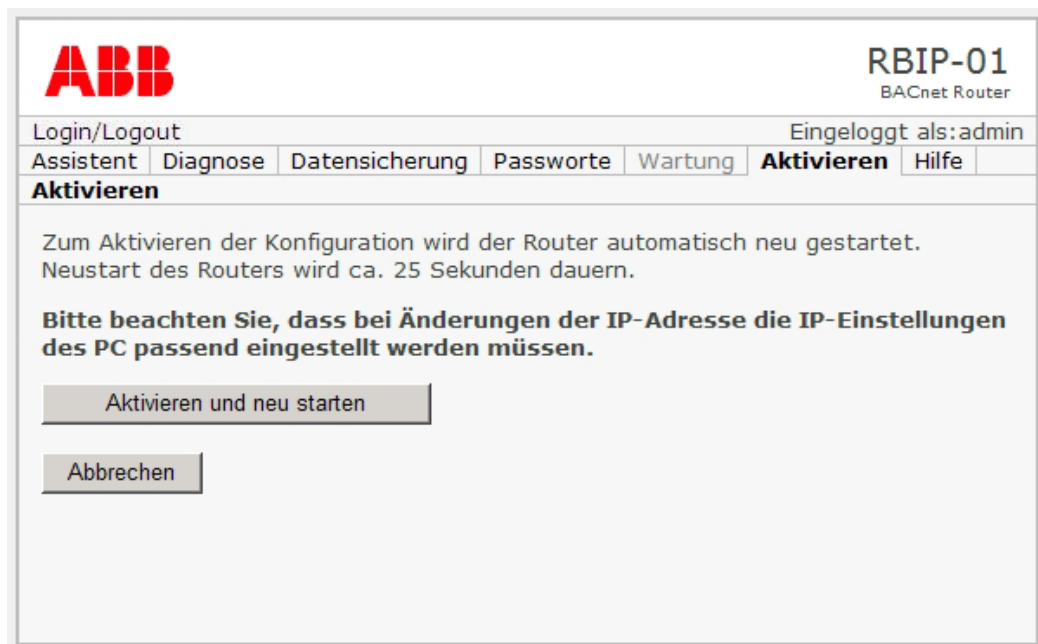 ABB
RBIP-01
BACnet Router
Login/Logout Eingeloggt als:admin
Assistent Diagnose Datensicherung Passworte Wartung Aktivieren Hilfe
Aktivieren
Zum Aktivieren der Konfiguration wird der Router automatisch neu gestartet.
Neustart des Routers wird ca. 25 Sekunden dauern.
Bitte beachten Sie, dass bei Änderungen der IP-Adresse die IP-Einstellungen
des PC passend eingestellt werden müssen.
Aktivieren und neu starten
Abbrechen